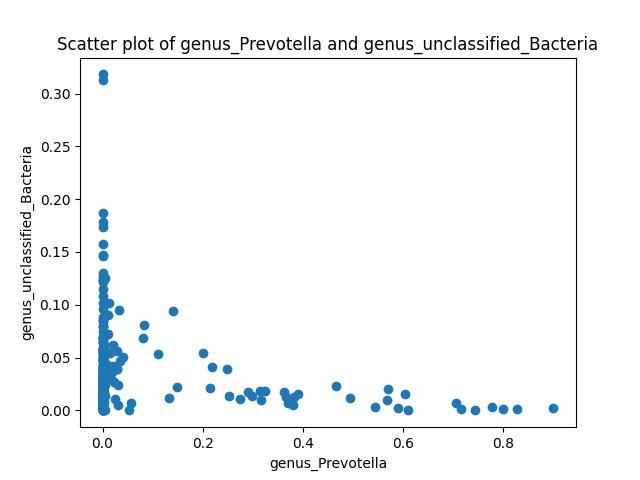 Scatter plot of genus_Prevotella and genus_unclassified_Bacteria
0.30
0.25
0.20
0.15
0.10
0.05
0.00
genus_unclassified_Bacteria
0.0 0.2 0.4 0.6 0.8
genus_Prevotella